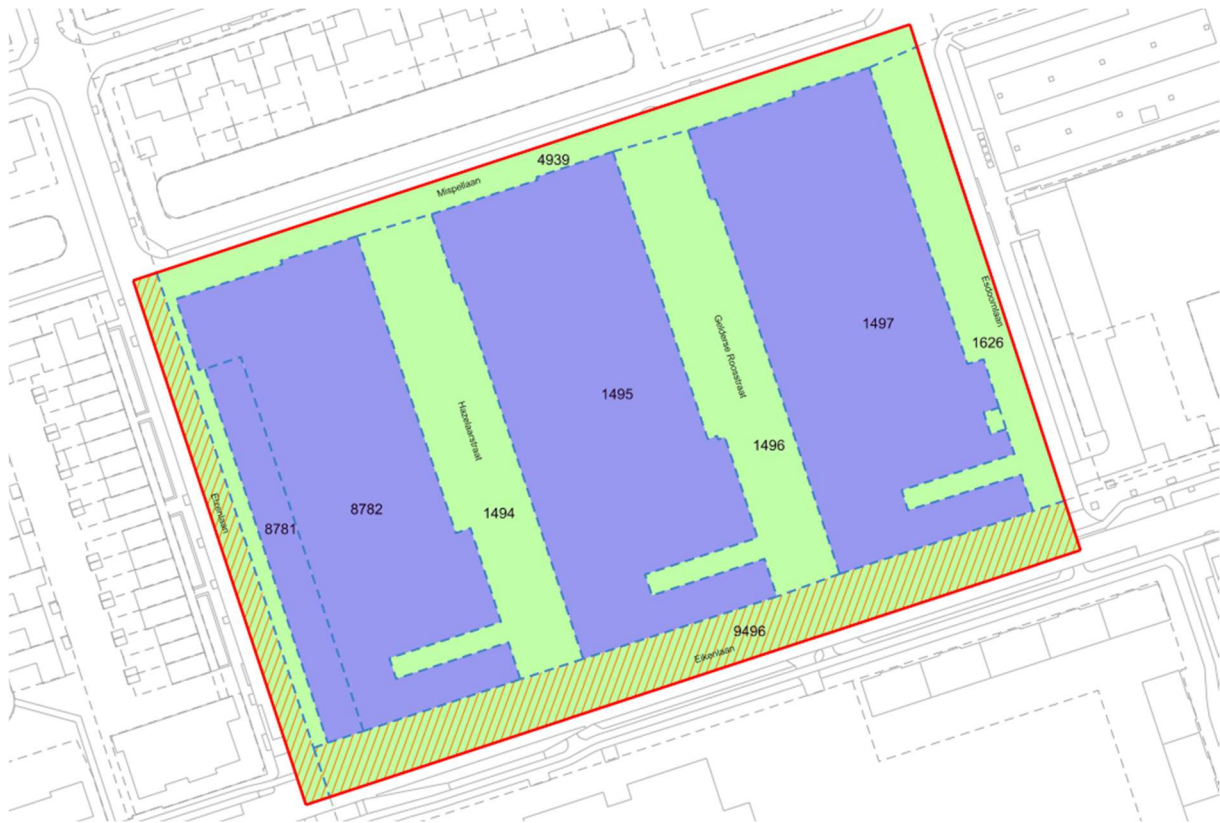 4939
Mispellaan
Esdoornlaan
1497
1626
Gelderse Roosstraat
1495
Hazelaarstraat
1496
8782
1494
Elzenlaan
8781
9496
Eikenlaan